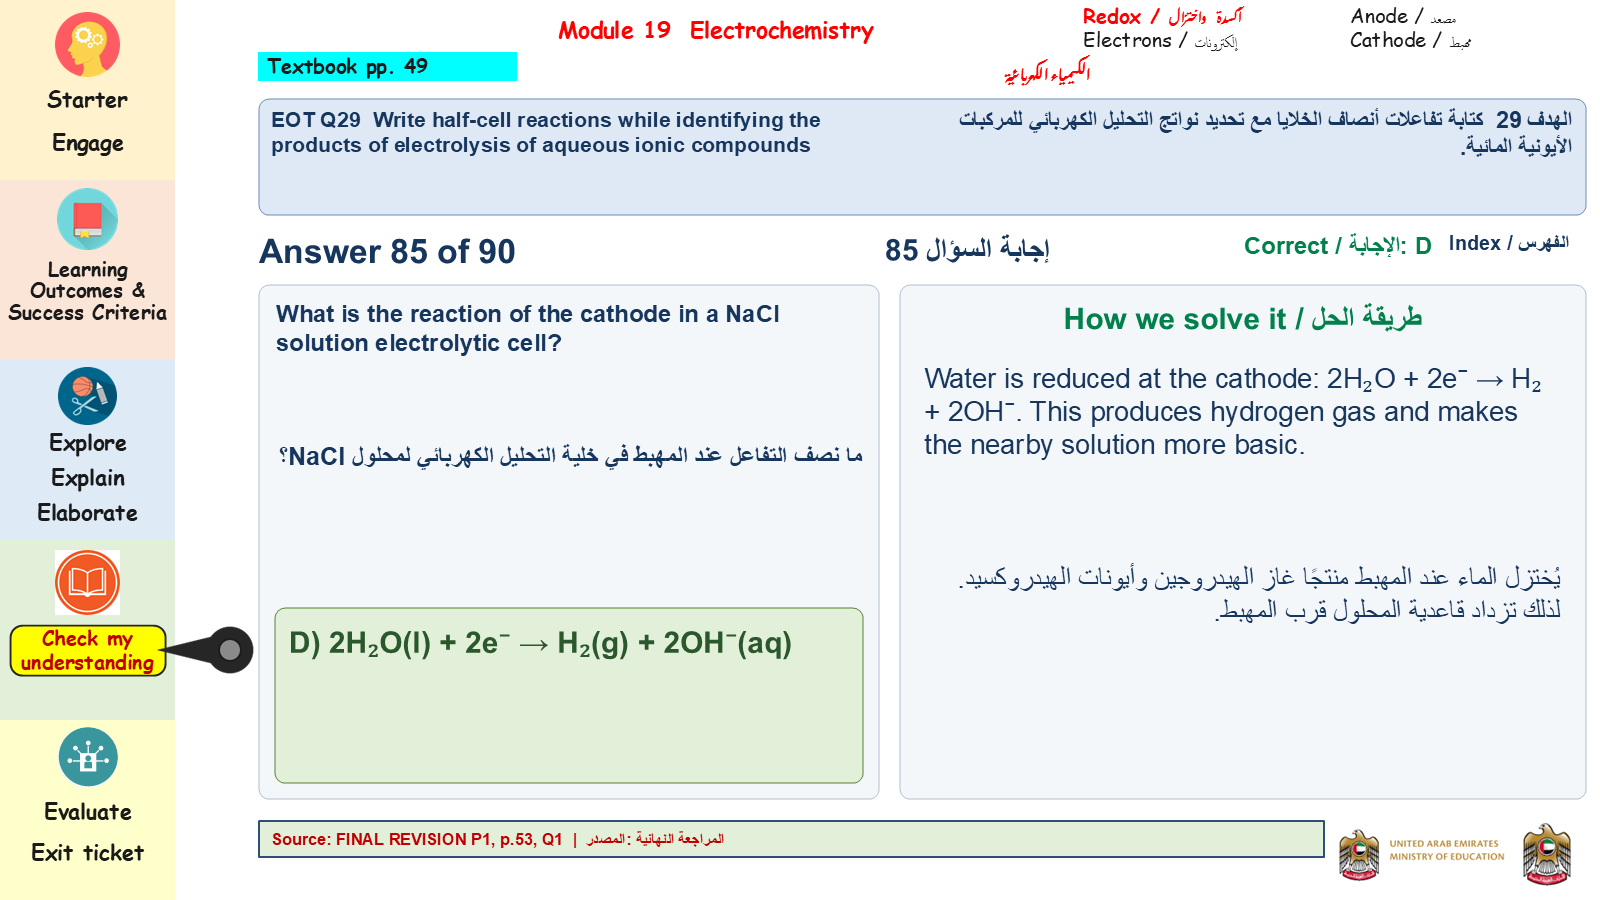 Starter
Engage
Learning
Outcomes &
Success Criteria
Explore
Explain
Elaborate
Check my
understanding
Evaluate
Exit ticket
Module 19 Electrochemistry
Redox / أكسدة واختزال
Electrons / إلكترونات
Anode / مصعد
Cathode / مهبط
الكيمياء الكهربائية
Textbook pp. 49
EOT Q29 Write half-cell reactions while identifying the
products of electrolysis of aqueous ionic compounds
الهدف 29 كتابة تفاعلات أنصاف الخلايا مع تحديد نواتج التحليل الكهربائي للمركبات
الأيونية المائية.
Answer 85 of 90
إجابة السؤال 85
Correct / الإجابة: D
Index / الفهرس
What is the reaction of the cathode in a NaCl
solution electrolytic cell?
ما نصف التفاعل عند المهبط في خلية التحليل الكهربائي لمحلول NaCl؟
D) 2H₂O(l) + 2e⁻ → H₂(g) + 2OH⁻(aq)
How we solve it / طريقة الحل
Water is reduced at the cathode: 2H₂O + 2e⁻ → H₂
+ 2OH⁻. This produces hydrogen gas and makes
the nearby solution more basic.
يُختزل الماء عند المهبط منتجًا غاز الهيدروجين وأيونات الهيدروكسيد.
لذلك تزداد قاعدية المحلول قرب المهبط.
Source: FINAL REVISION P1, p.53, Q1 | المصدر: المراجعة النهائية
UNITED ARAB EMIRATES
MINISTRY OF EDUCATION